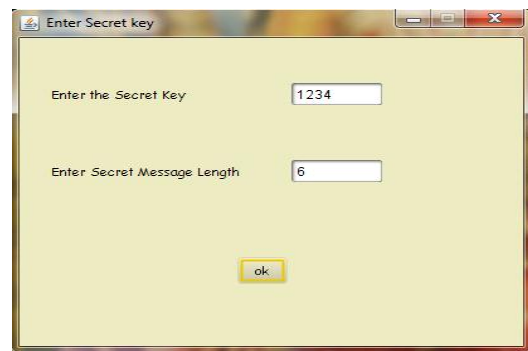 Enter Secret key
Enter the Secret Key 1234
Enter Secret Message Length 6
ok